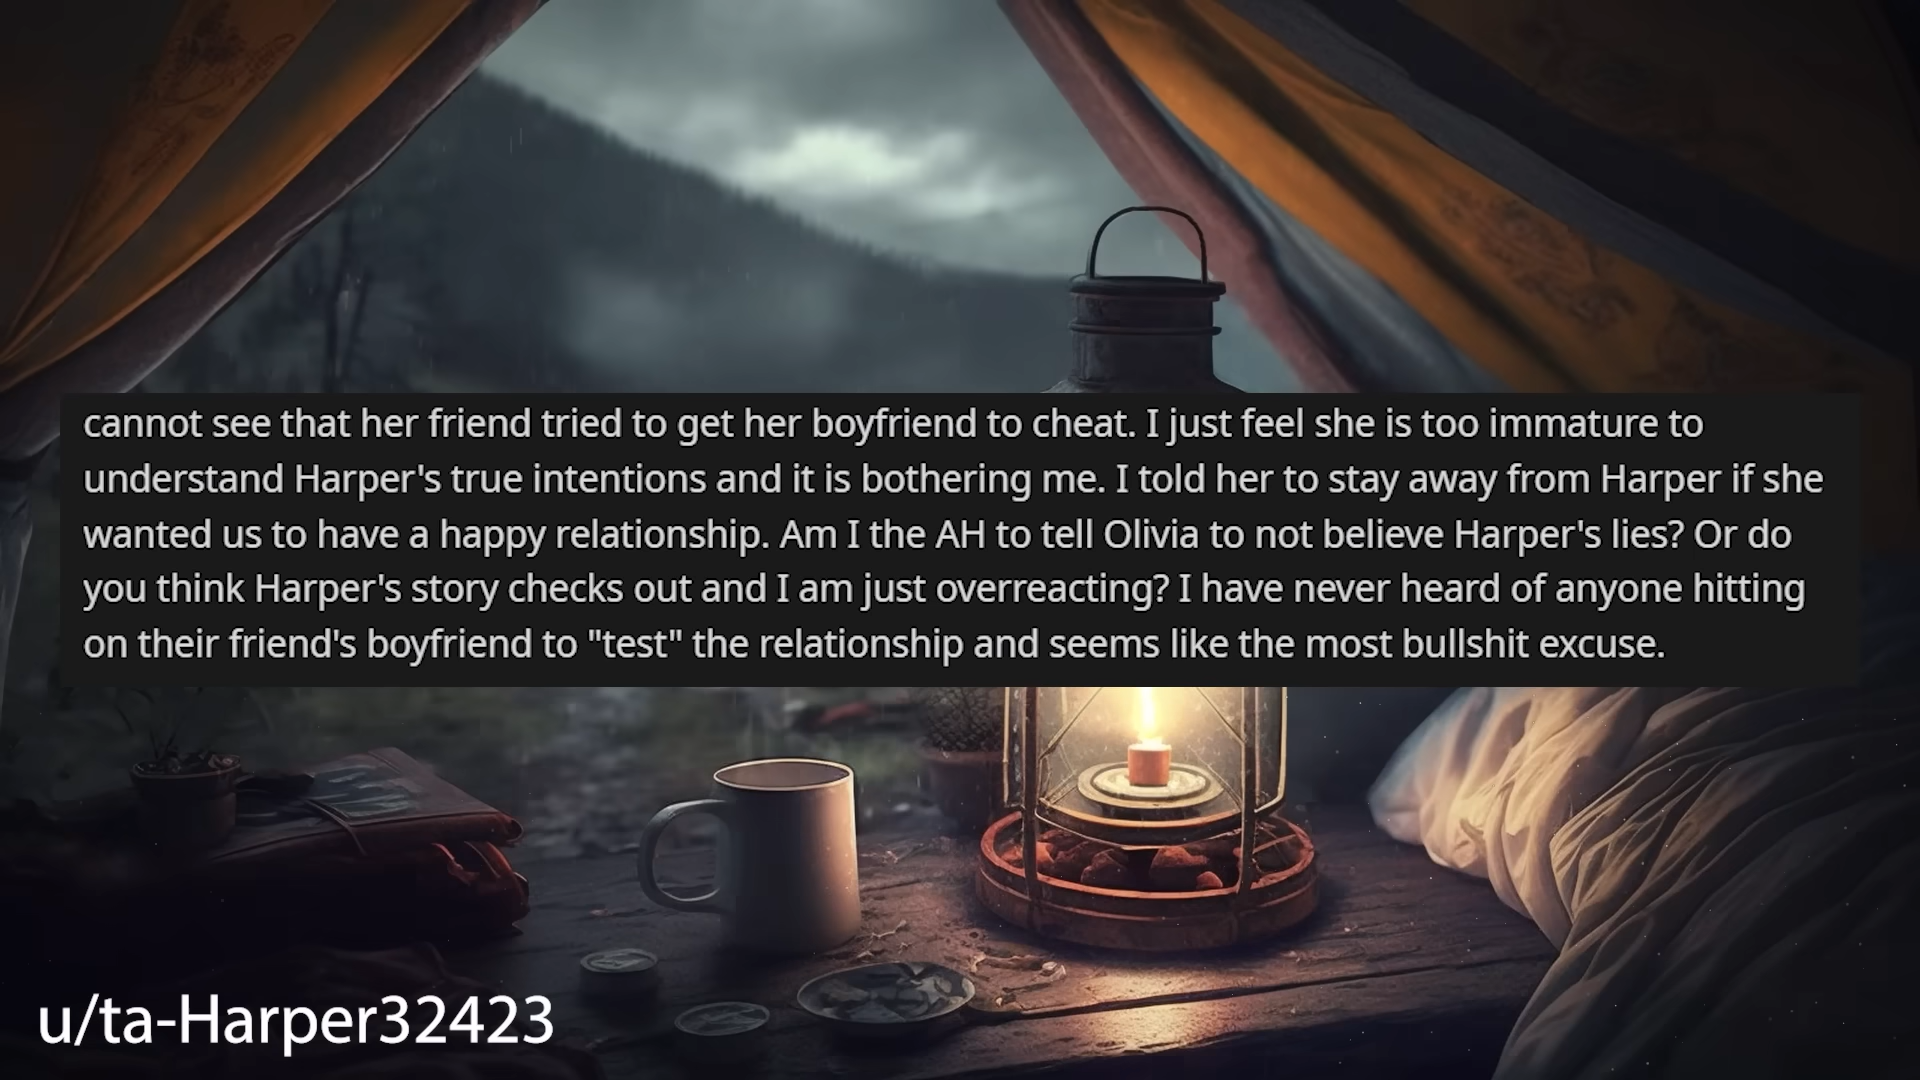 cannot see that her friend tried to get her boyfriend to cheat. I just feel she is too immature to
understand Harper's true intentions and it is bothering me. I told her to stay away from Harper if she
wanted us to have a happy relationship. Am I the AH to tell Olivia to not believe Harper's lies? Or do
you think Harper's story checks out and I am just overreacting? I have never heard of anyone hitting
on their friend's boyfriend to "test" the relationship and seems like the most bullshit excuse.
u/ta-Harper32423